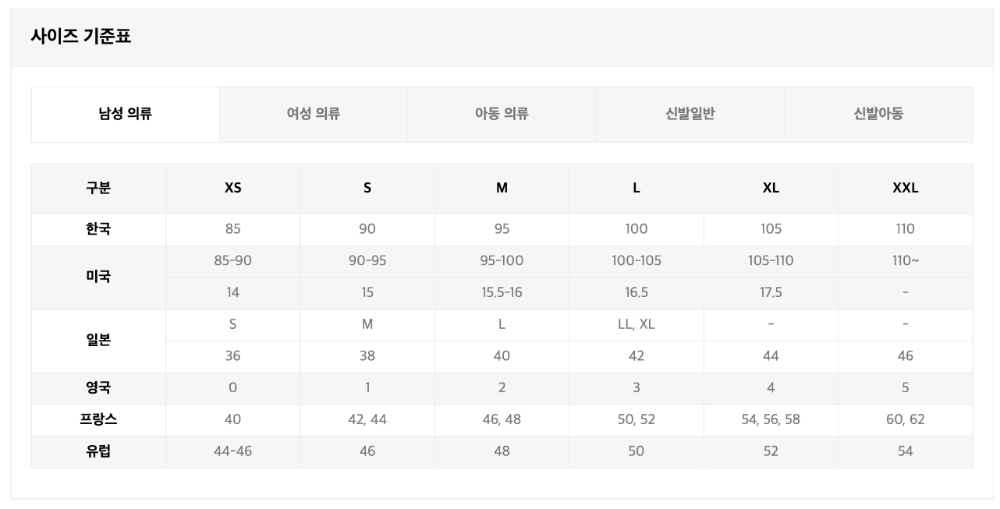 사이즈 기준표
남성 의류 여성 의류 아동 의류 신발일반 신발아동
구분 XS S M L XL XXL
한국 85 90 95 100 105 110
미국 85-90 90-95 95-100 100-105 105-110 110~
14 15 15.5-16 16.5 17.5 -
일본 S M L LL, XL - -
36 38 40 42 44 46
영국 0 1 2 3 4 5
프랑스 40 42, 44 46, 48 50, 52 54, 56, 58 60, 62
유럽 44-46 46 48 50 52 54